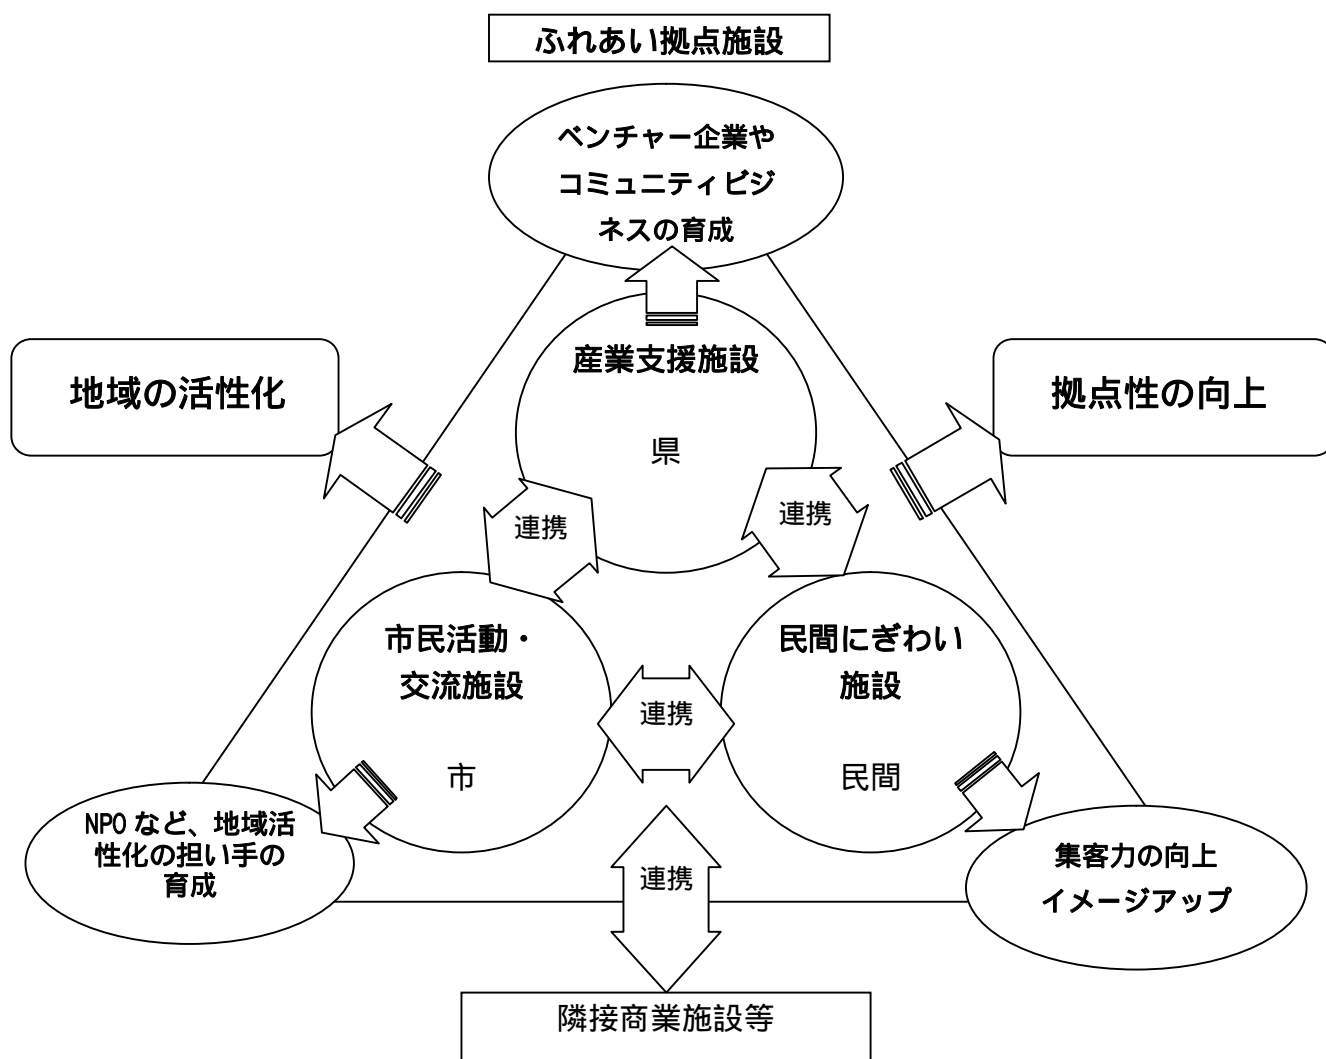 ふれあい拠点施設
ベンチャー企業や
コミュニティビジ
ネスの育成
産業支援施設
県
地域の活性化
拠点性の向上
連携
連携
市民活動・
交流施設
市
民間にぎわい
施設
民間
連携
NPO など、地域活
性化の担い手の
育成
集客力の向上
イメージアップ
連携
隣接商業施設等